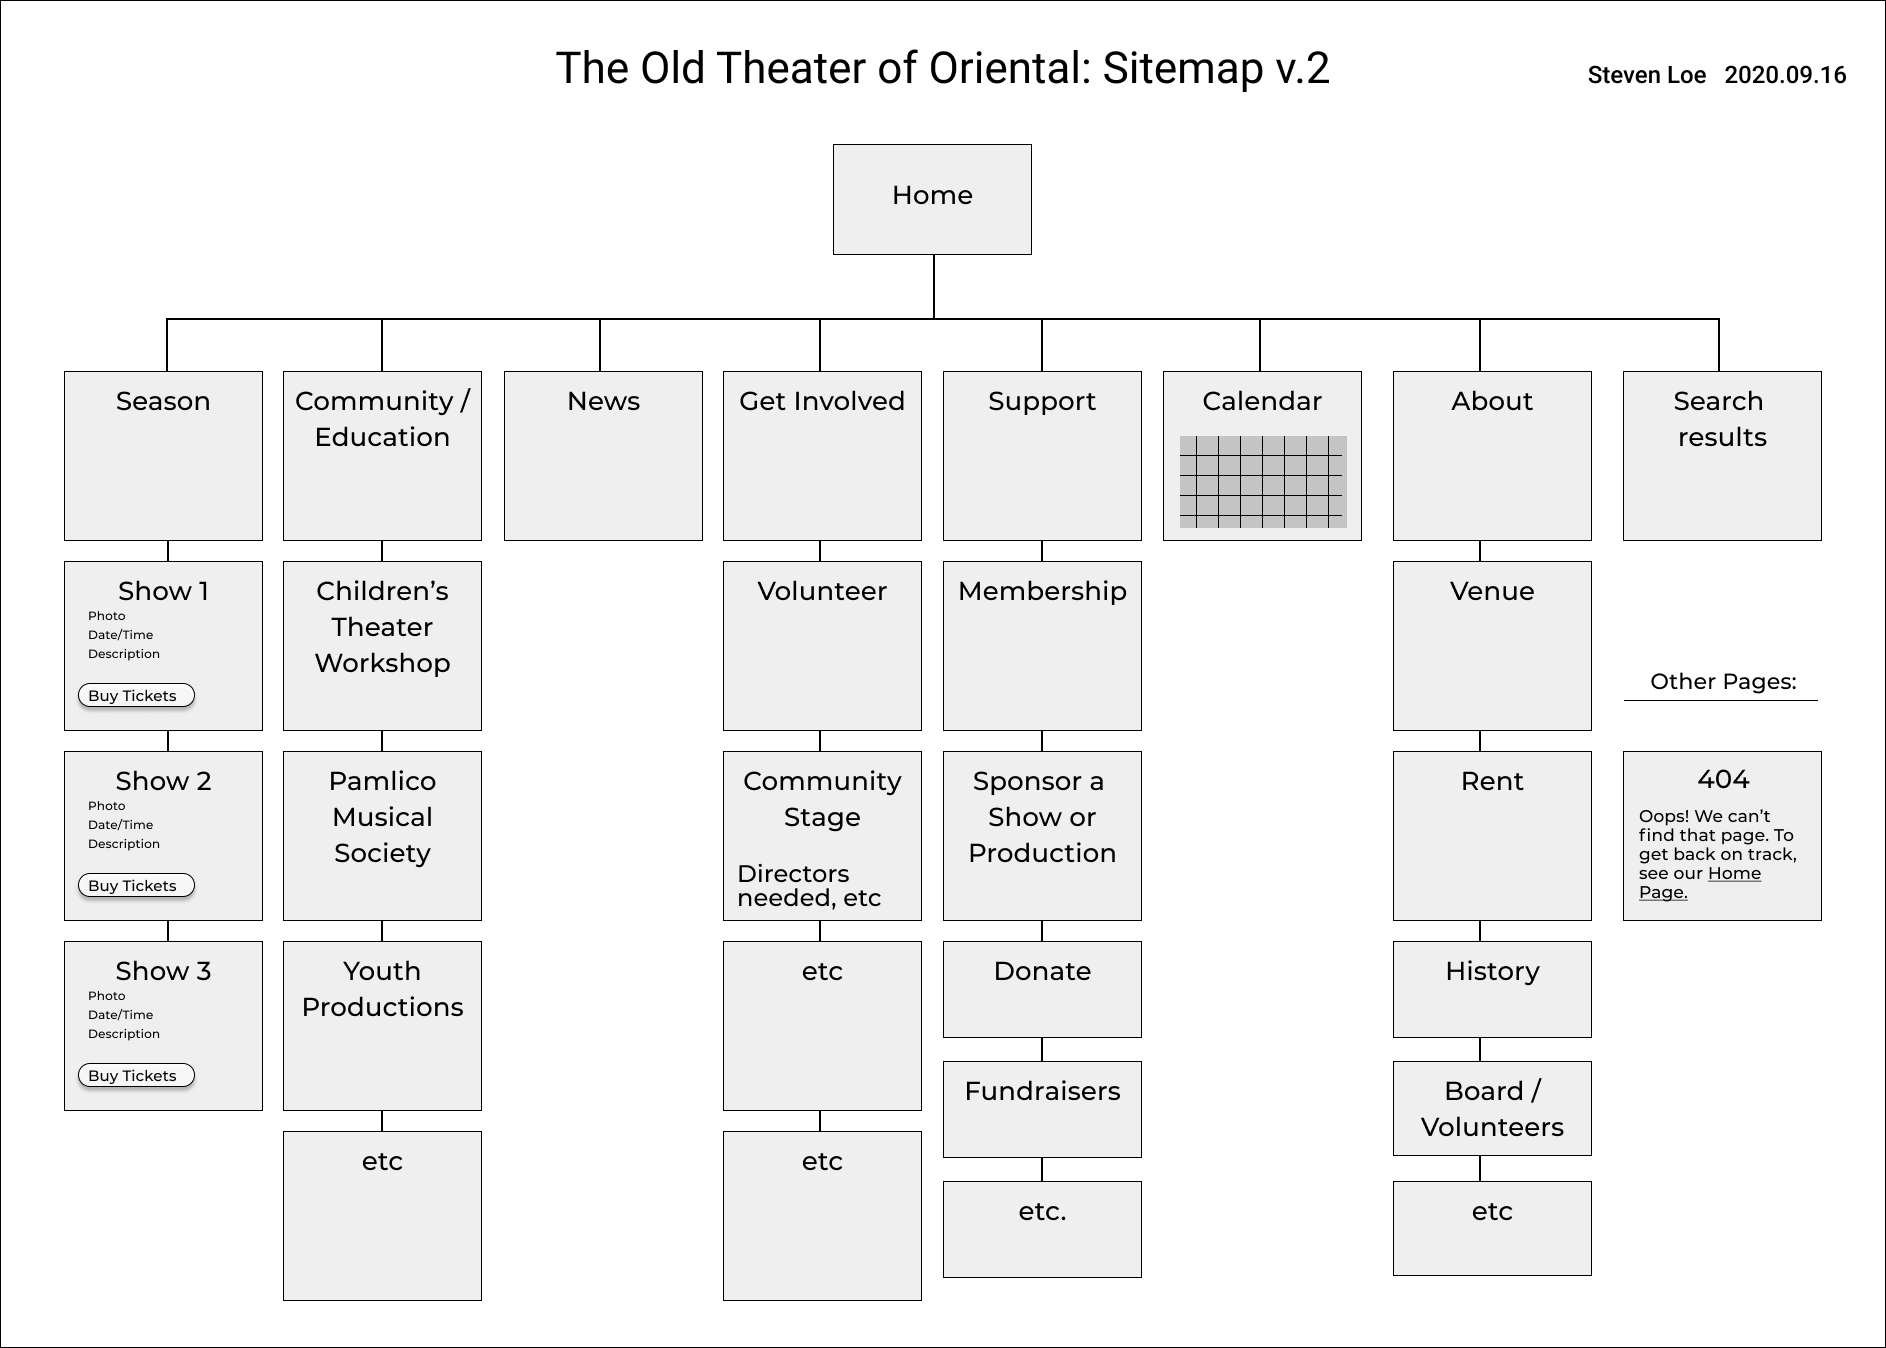 The Old Theater of Oriental: Sitemap v.2
Steven Loe 2020.09.16
Home
Season
Community /
Education
News
Get Involved
Support
Calendar
About
Search
results
Show 1
Photo
Date/Time
Description
Buy Tickets
Children’s
Theater
Workshop
Volunteer
Membership
Venue
Other Pages:
Show 2
Photo
Date/Time
Description
Buy Tickets
Pamlico
Musical
Society
Community
Stage
Directors
needed, etc
Sponsor a
Show or
Production
Rent
404
Oops! We can’t
find that page. To
get back on track,
see our Home
Page.
Show 3
Photo
Date/Time
Description
Buy Tickets
Youth
Productions
etc
Donate
History
Fundraisers
Board /
Volunteers
etc
etc
etc.
etc